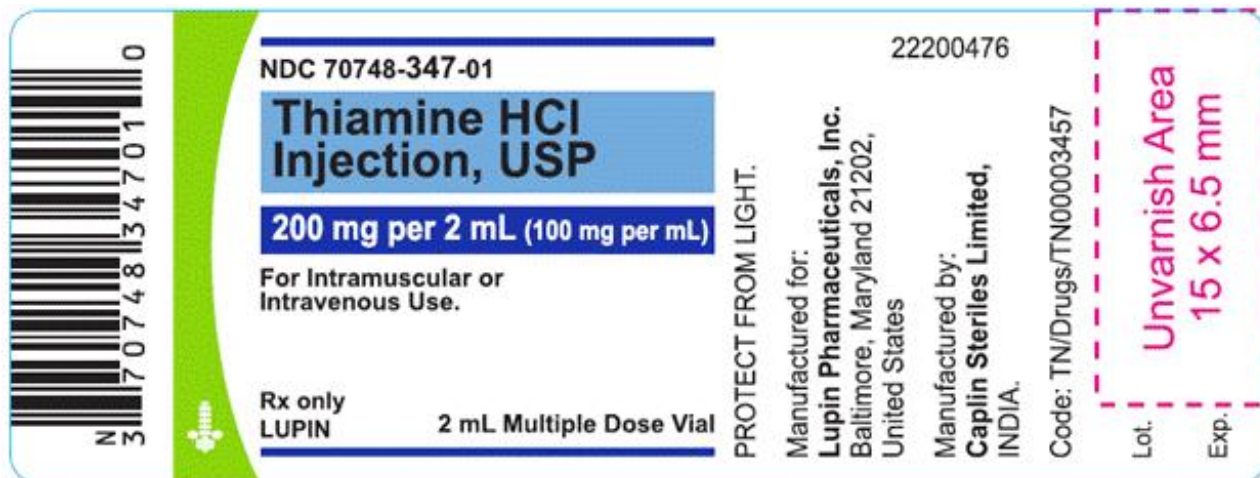 N
3 70748 34701 0
NDC 70748-347-01
Thiamine HCl
Injection, USP
200 mg per 2 mL (100 mg per mL)
For Intramuscular or
Intravenous Use.
Rx only
LUPIN
2 mL Multiple Dose Vial
22200476
PROTECT FROM LIGHT.
Manufactured for:
Lupin Pharmaceuticals, Inc.
Baltimore, Maryland 21202,
United States
Manufactured by:
Caplin Steriles Limited,
INDIA.
Code: TN/Drugs/TN00003457
Unvarnish Area
15 x 6.5 mm
Lot.
Exp.